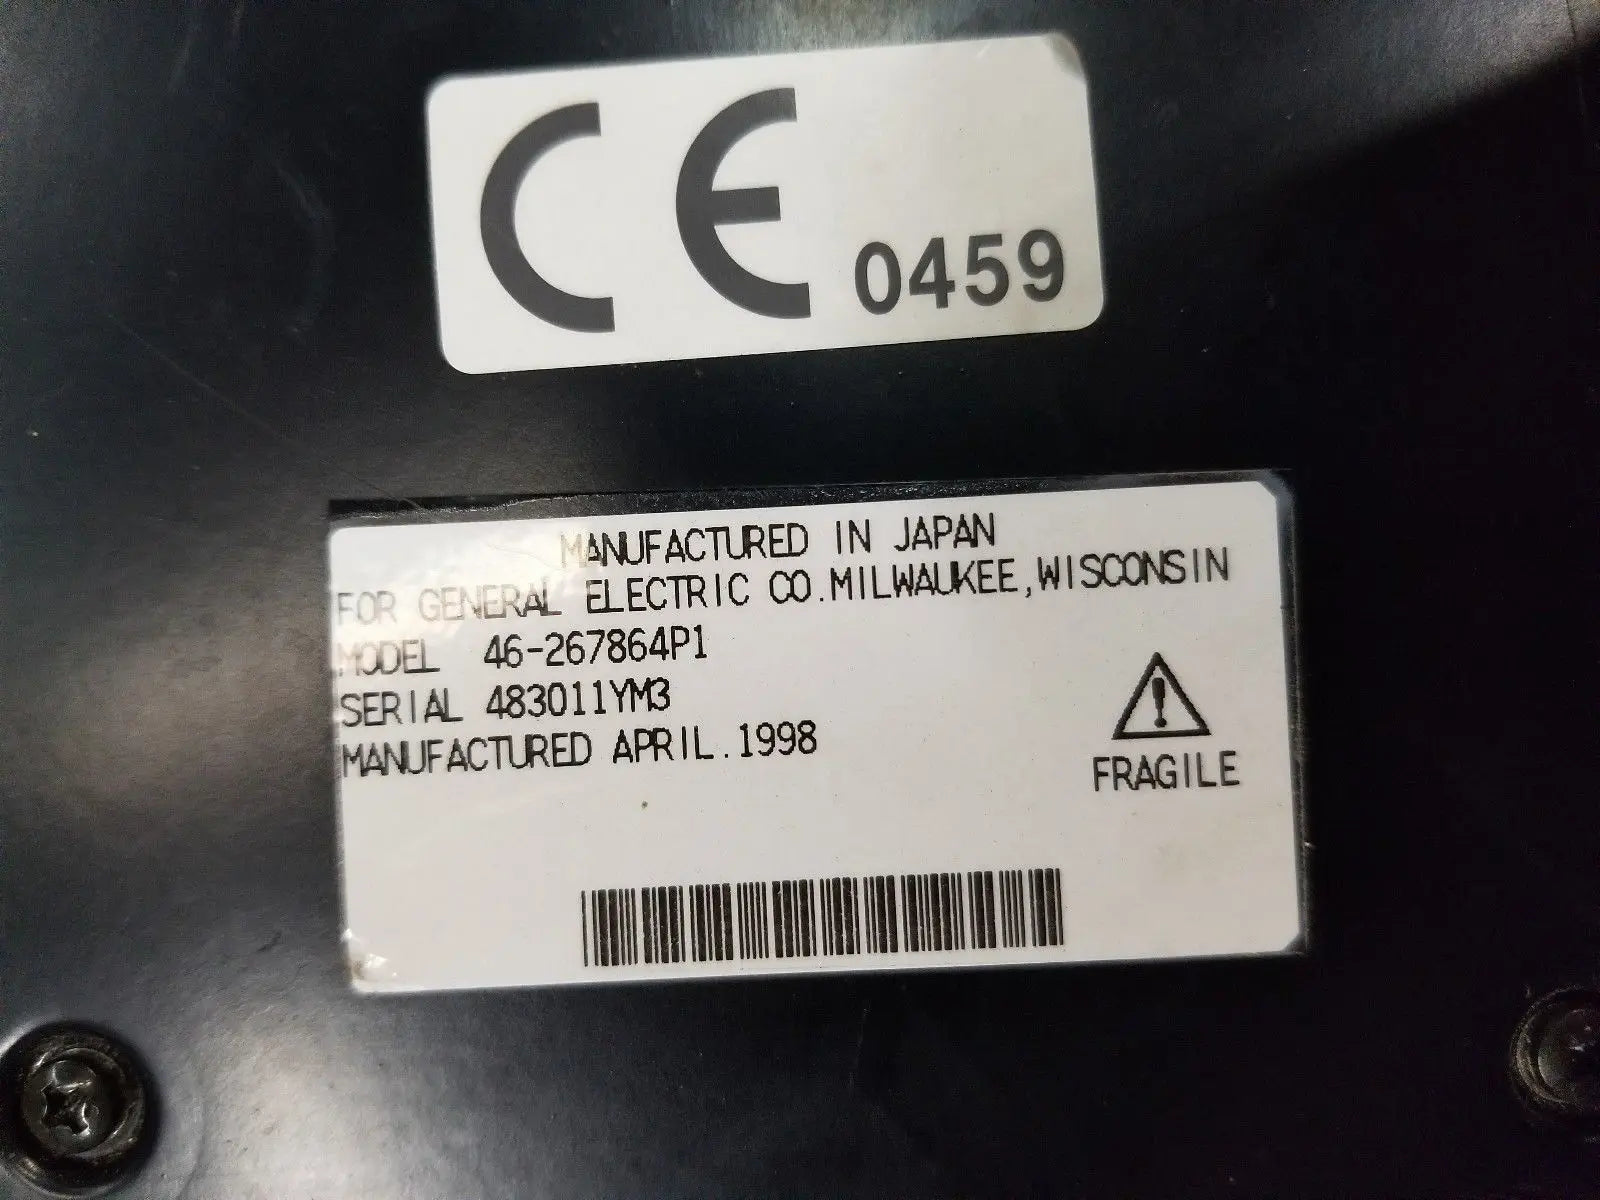 CE 0459
MANUFACTURED IN JAPAN
FOR GENERAL ELECTRIC CO.MILWAUKEE,WISCONSIN
MODEL 46-267864P1
SERIAL 483011YM3
MANUFACTURED APRIL.1998
FRAGILE